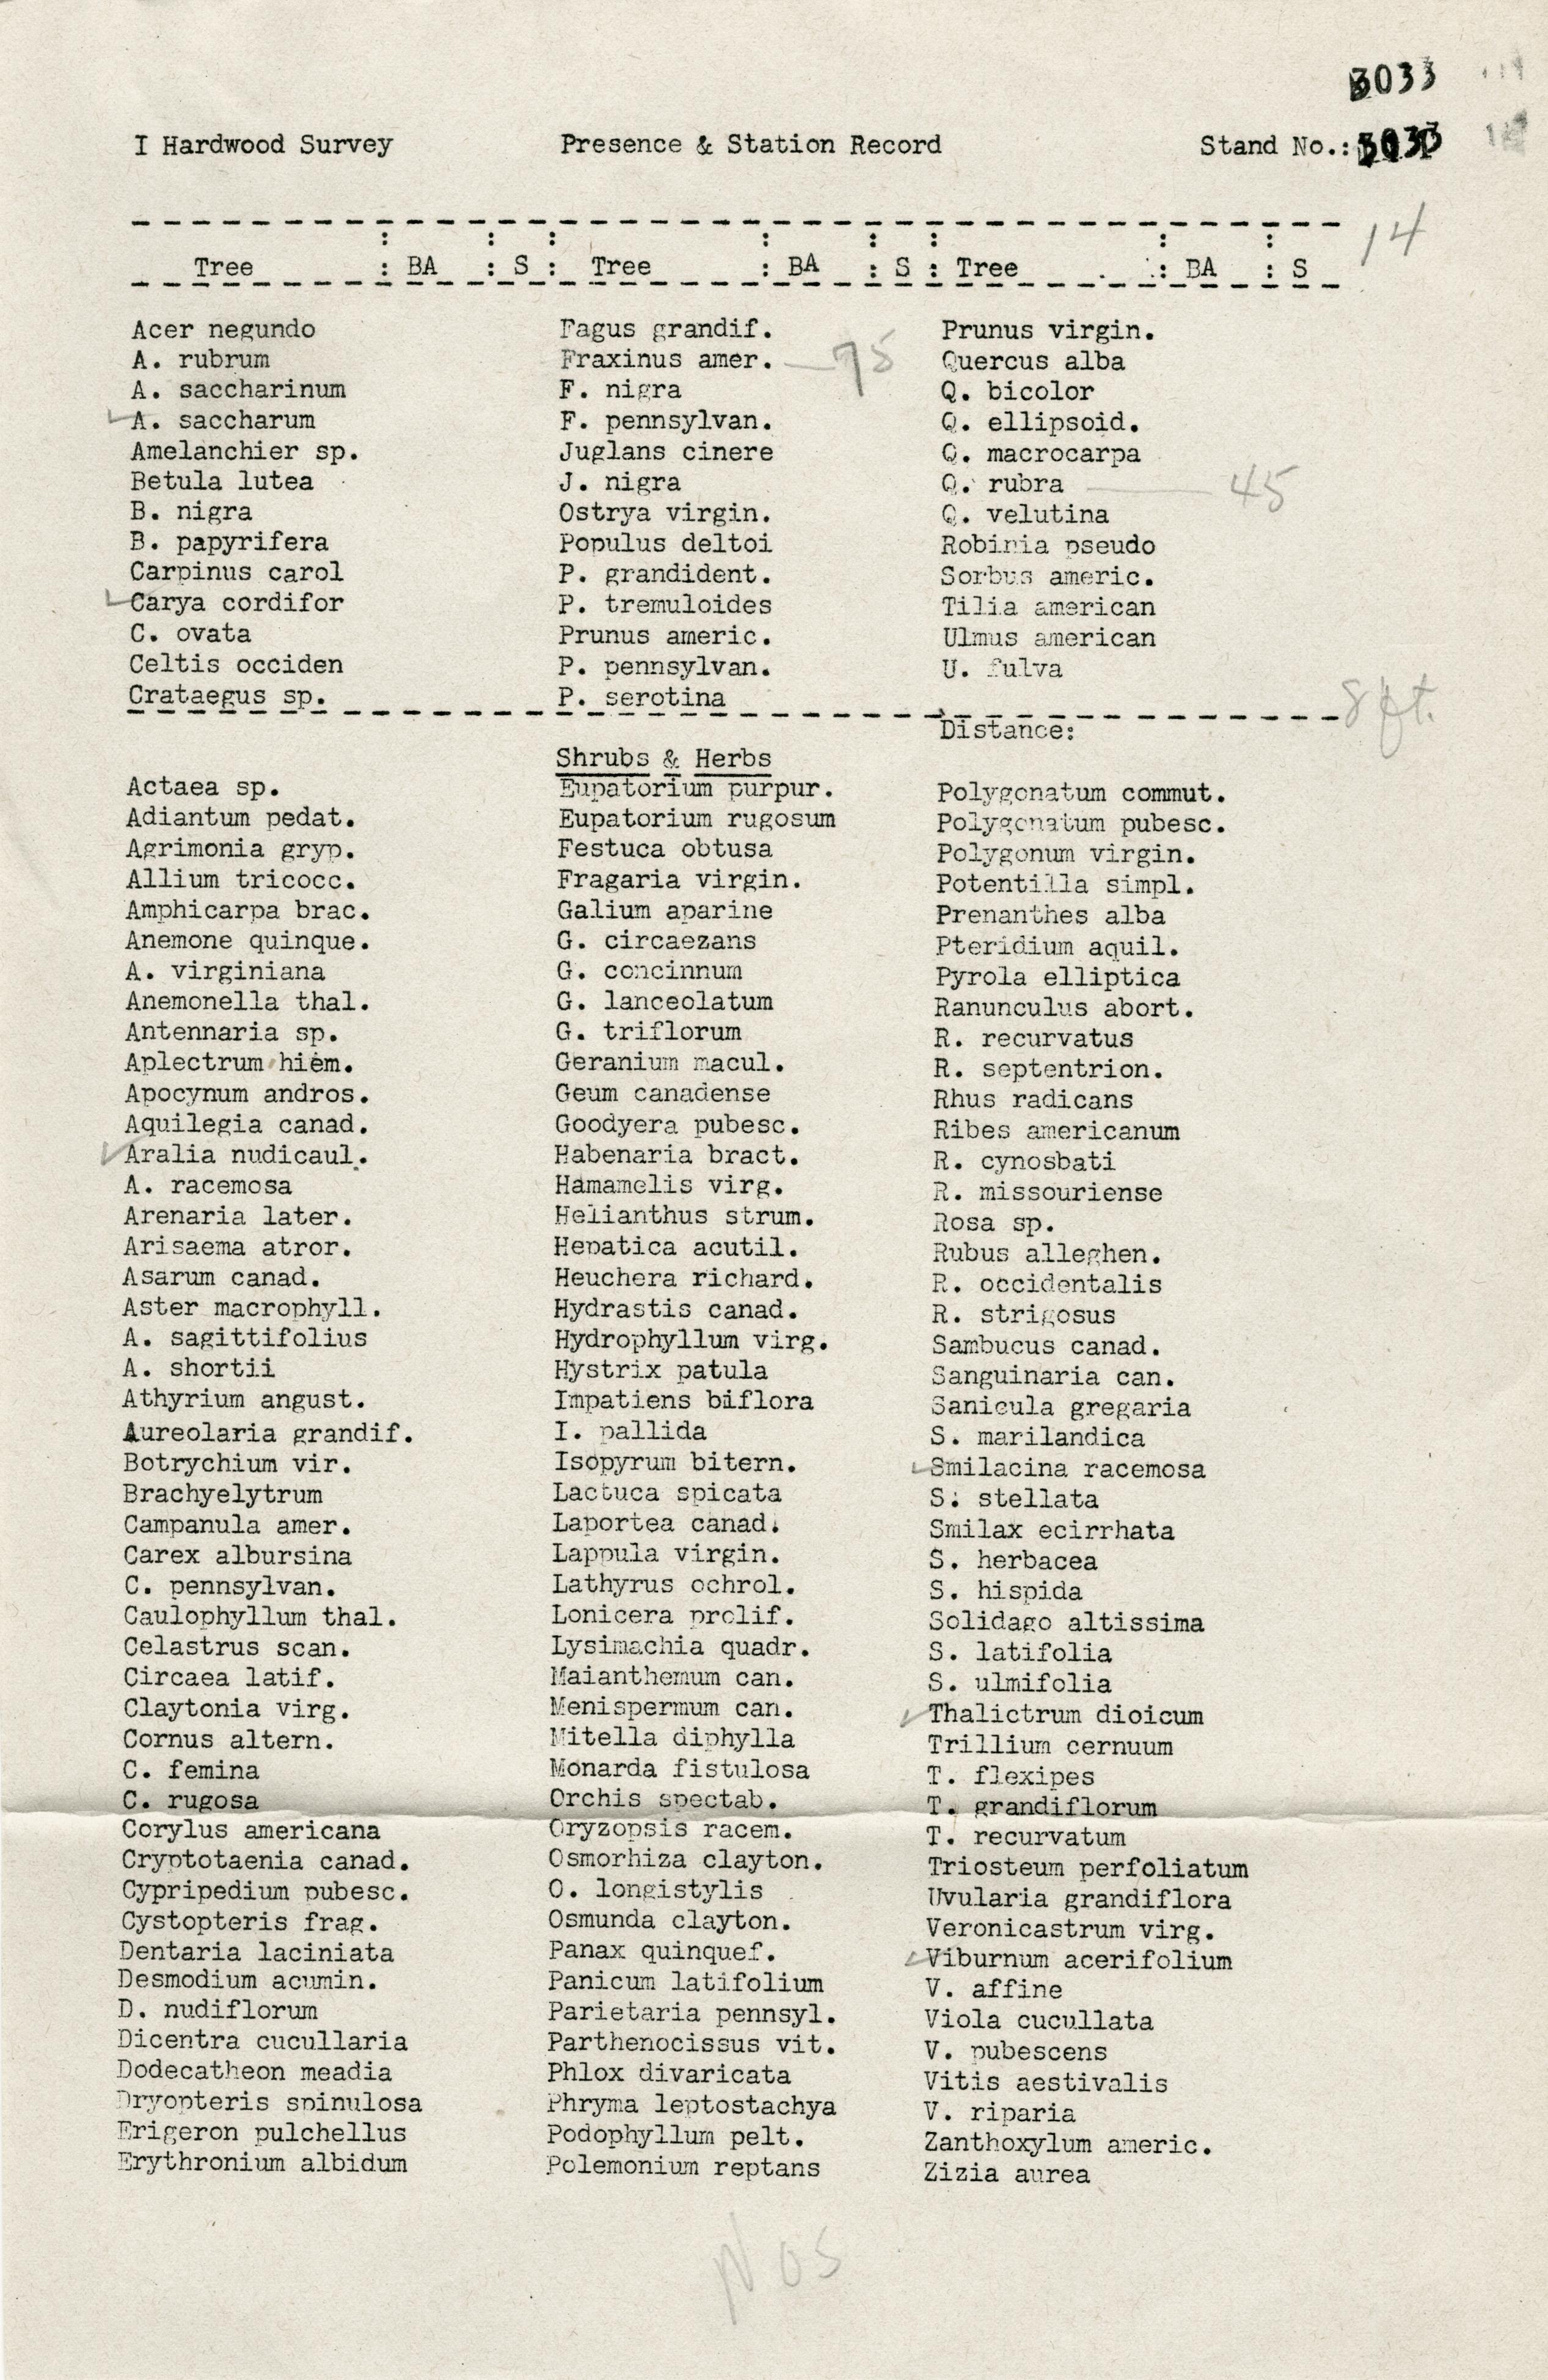 3033
I Hardwood Survey Presence & Station Record Stand No.: 3033
14
Tree : BA : S : Tree : BA : S : Tree : BA : S
Acer negundo Fagus grandif. Prunus virgin.
A. rubrum Fraxinus amer. — 75 Quercus alba
A. saccharinum F. nigra Q. bicolor
✓ A. saccharum F. pennsylvan. Q. ellipsoid.
Amelanchier sp. Juglans cinere Q. macrocarpa
Betula lutea J. nigra Q. rubra — 45
B. nigra Ostrya virgin. Q. velutina
B. papyrifera Populus deltoi Robinia pseudo
Carpinus carol P. grandident. Sorbus americ.
✓ Carya cordifor P. tremuloides Tilia american
C. ovata Prunus americ. Ulmus american
Celtis occiden P. pennsylvan. U. fulva
Crataegus sp. P. serotina
8 ft.
Distance:
Shrubs & Herbs
Actaea sp. Eupatorium purpur. Polygonatum commut.
Adiantum pedat. Eupatorium rugosum Polygonatum pubesc.
Agrimonia gryp. Festuca obtusa Polygonum virgin.
Allium tricocc. Fragaria virgin. Potentilla simpl.
Amphicarpa brac. Galium aparine Prenanthes alba
Anemone quinque. G. circaezans Pteridium aquil.
A. virginiana G. concinnum Pyrola elliptica
Anemonella thal. G. lanceolatum Ranunculus abort.
Antennaria sp. G. triflorum R. recurvatus
Aplectrum hiem. Geranium macul. R. septentrion.
Apocynum andros. Geum canadense Rhus radicans
Aquilegia canad. Goodyera pubesc. Ribes americanum
✓ Aralia nudicaul. Habenaria bract. R. cynosbati
A. racemosa Hamamelis virg. R. missouriense
Arenaria later. Helianthus strum. Rosa sp.
Arisaema atror. Hepatica acutil. Rubus alleghen.
Asarum canad. Heuchera richard. R. occidentalis
Aster macrophyll. Hydrastis canad. R. strigosus
A. sagittifolius Hydrophyllum virg. Sambucus canad.
A. shortii Hystrix patula Sanguinaria can.
Athyrium angust. Impatiens biflora Sanicula gregaria
Aureolaria grandif. I. pallida S. marilandica
Botrychium vir. Isopyrum bitern. ✓ Smilacina racemosa
Brachyelytrum Lactuca spicata S. stellata
Campanula amer. Laportea canad. Smilax ecirrhata
Carex albursina Lappula virgin. S. herbacea
C. pennsylvan. Lathyrus ochrol. S. hispida
Caulophyllum thal. Lonicera prolif. Solidago altissima
Celastrus scan. Lysimachia quadr. S. latifolia
Circaea latif. Maianthemum can. S. ulmifolia
Claytonia virg. Menispermum can. ✓ Thalictrum dioicum
Cornus altern. Mitella diphylla Trillium cernuum
C. femina Monarda fistulosa T. flexipes
C. rugosa Orchis spectab. T. grandiflorum
Corylus americana Oryzopsis racem. T. recurvatum
Cryptotaenia canad. Osmorhiza clayton. Triosteum perfoliatum
Cypripedium pubesc. O. longistylis Uvularia grandiflora
Cystopteris frag. Osmunda clayton. Veronicastrum virg.
Dentaria laciniata Panax quinquef. ✓ Viburnum acerifolium
Desmodium acumin. Panicum latifolium V. affine
D. nudiflorum Parietaria pennsyl. Viola cucullata
Dicentra cucullaria Parthenocissus vit. V. pubescens
Dodecatheon meadia Phlox divaricata Vitis aestivalis
Dryopteris spinulosa Phryma leptostachya V. riparia
Erigeron pulchellus Podophyllum pelt. Zanthoxylum americ.
Erythronium albidum Polemonium reptans Zizia aurea